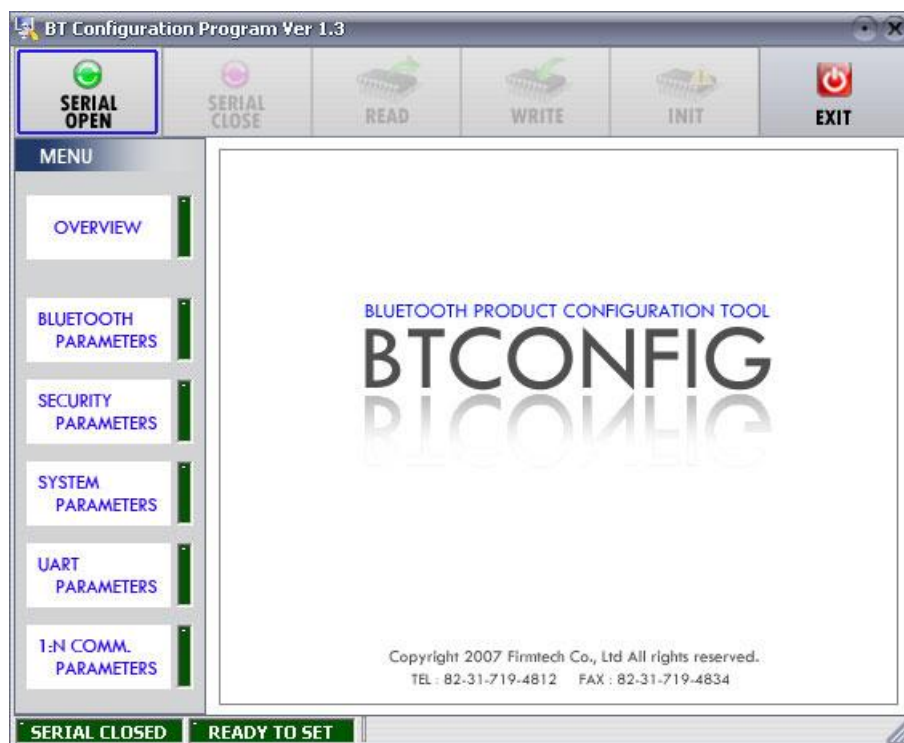 BT Configuration Program Ver 1.3
SERIAL
OPEN
SERIAL
CLOSE
READ
WRITE
INIT
EXIT
MENU
OVERVIEW
BLUETOOTH
PARAMETERS
SECURITY
PARAMETERS
SYSTEM
PARAMETERS
UART
PARAMETERS
1:N COMM.
PARAMETERS
BLUETOOTH PRODUCT CONFIGURATION TOOL
BTCONFIG
Copyright 2007 Firmtech Co., Ltd All rights reserved.
TEL : 82-31-719-4812 FAX : 82-31-719-4834
SERIAL CLOSED
READY TO SET